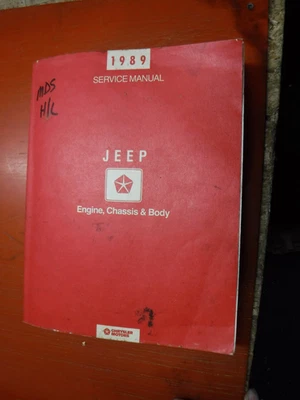 1989
SERVICE MANUAL
MDS
H/L
JEEP
Engine, Chassis & Body
CHRYSLER
MOTORS